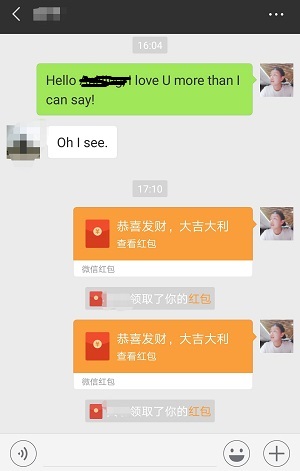 16:04
Hello I love U more than I
can say!
Oh I see.
17:10
恭喜发财，大吉大利
查看红包
微信红包
领取了你的红包
恭喜发财，大吉大利
查看红包
微信红包
领取了你的红包